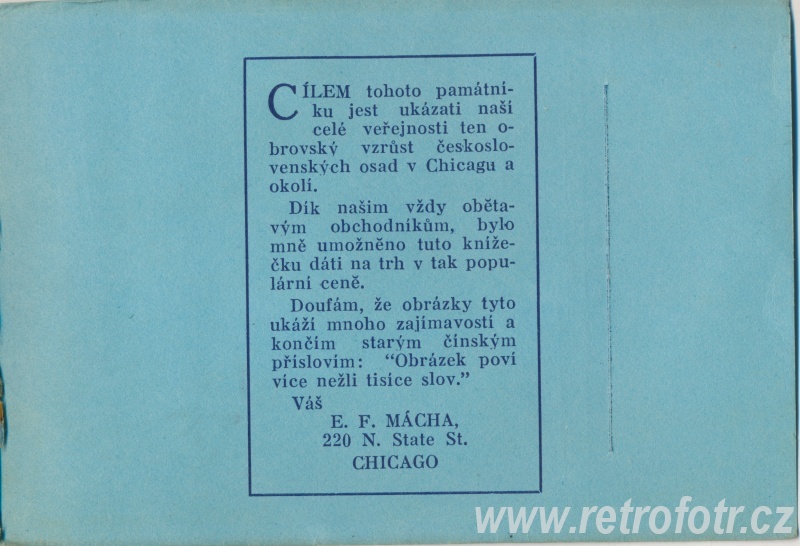 CÍLEM tohoto památní-
ku jest ukázati naší
celé veřejnosti ten o-
brovský vzrůst českoslo-
venských osad v Chicagu a
okolí.
Dík našim vždy oběta-
vým obchodníkům, bylo
mně umožněno tuto kníže-
čku dáti na trh v tak popu-
lární ceně.
Doufám, že obrázky tyto
ukáží mnoho zajímavostí a
končím starým čínským
příslovím: “Obrázek poví
více nežli tisíce slov.”
Váš
E. F. MÁCHA,
220 N. State St.
CHICAGO
www.retrofotr.cz